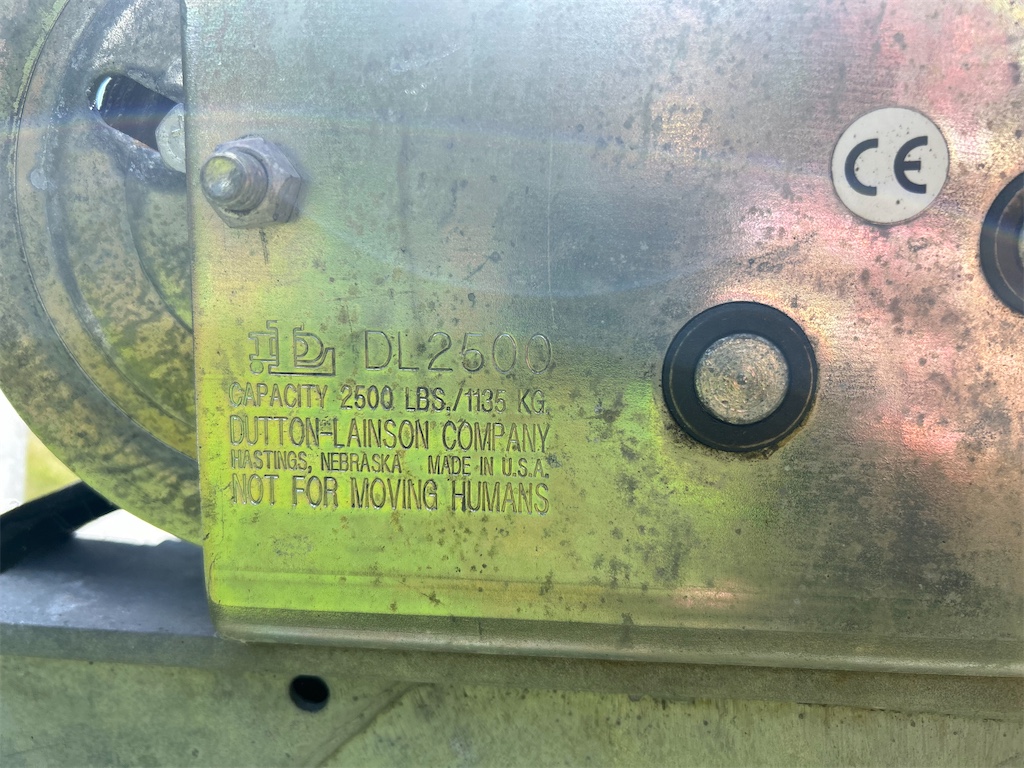 DL2500
CAPACITY 2500 LBS./1135 KG.
DUTTON-LAINSON COMPANY
HASTINGS, NEBRASKA MADE IN U.S.A.
NOT FOR MOVING HUMANS
CE